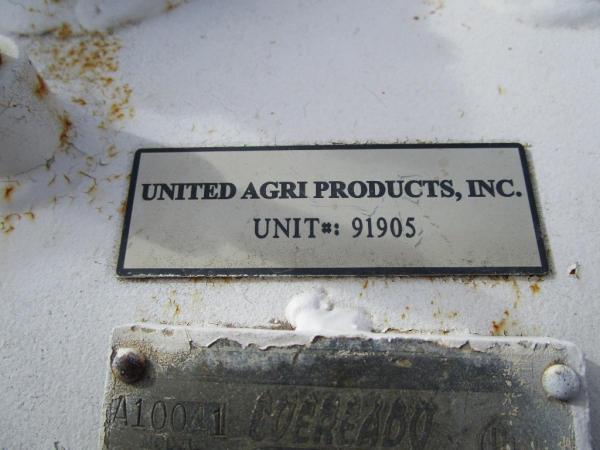 UNITED AGRI PRODUCTS, INC.
UNIT#: 91905
A10041